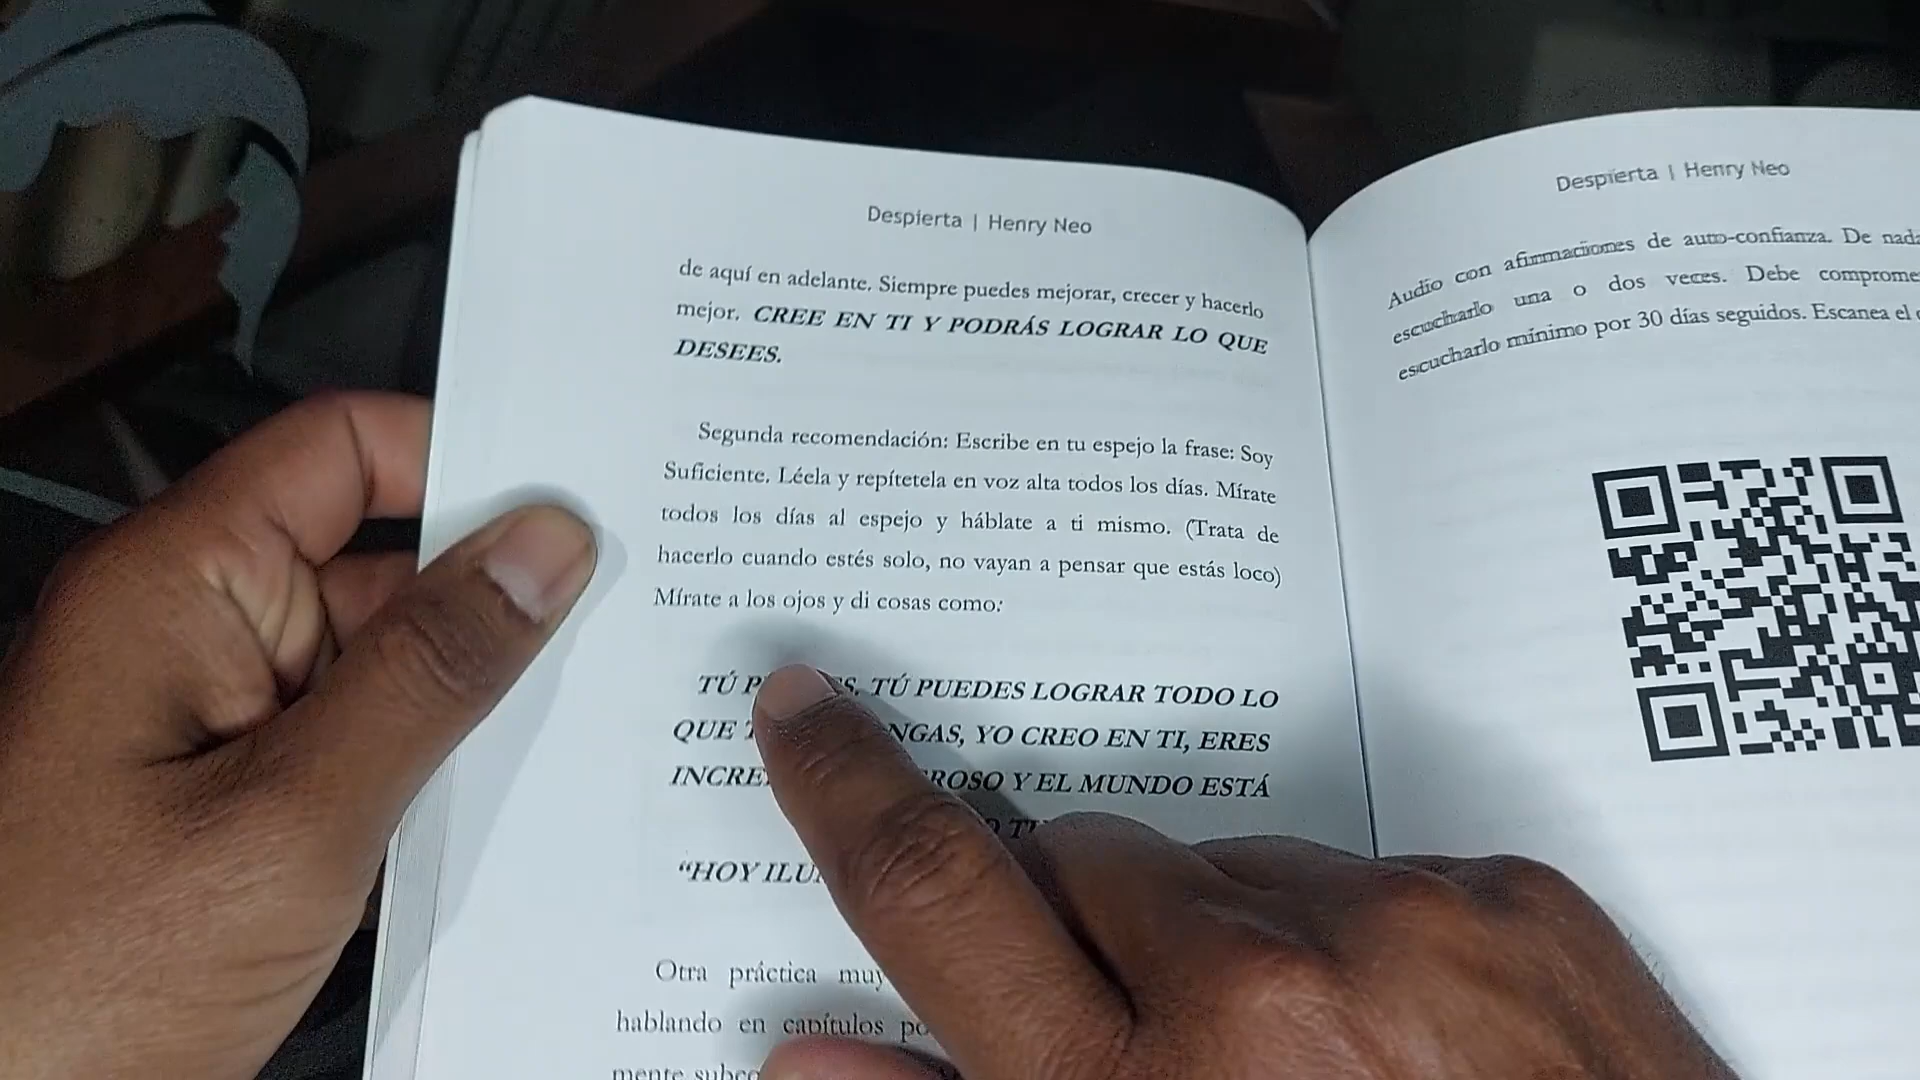 Despierta | Henry Neo
de aquí en adelante. Siempre puedes mejorar, crecer y hacerlo
mejor. CREE EN TI Y PODRÁS LOGRAR LO QUE
DESEES.
Segunda recomendación: Escribe en tu espejo la frase: Soy
Suficiente. Léela y repítetela en voz alta todos los días. Mírate
todos los días al espejo y háblate a ti mismo. (Trata de
hacerlo cuando estés solo, no vayan a pensar que estás loco)
Mírate a los ojos y di cosas como:
TÚ TÚ PUEDES LOGRAR TODO LO
QUE YO CREO EN TI, ERES
Y EL MUNDO ESTÁ
“HOY
Otra práctica muy
hablando en capítulos
mente
Despierta | Henry Neo
Audio con afirmaciones de auto-confianza. De nada
escucharlo una o dos veces. Debe
escucharlo mínimo por 30 días seguidos. Escanea el